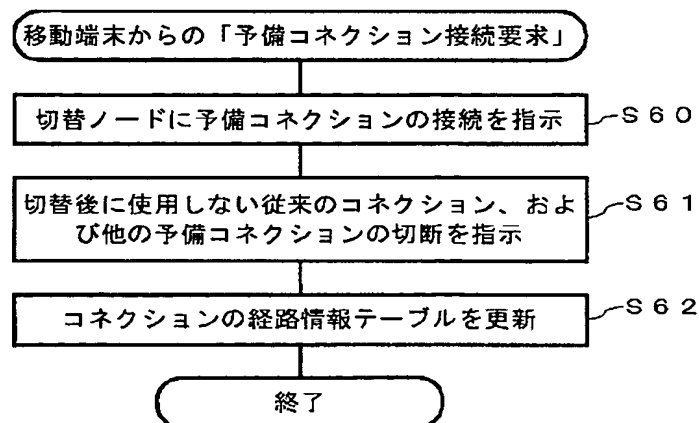 移動端末からの「予備コネクション接続要求」
切替ノードに予備コネクションの接続を指示
S60
切替後に使用しない従来のコネクション、およ
び他の予備コネクションの切断を指示
S61
コネクションの経路情報テーブルを更新
S62
終了